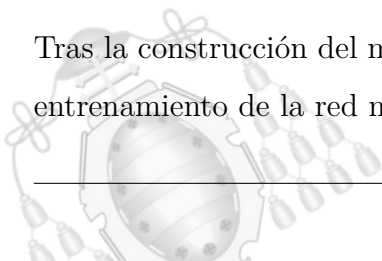 Tras la construcción del
entrenamiento de la red